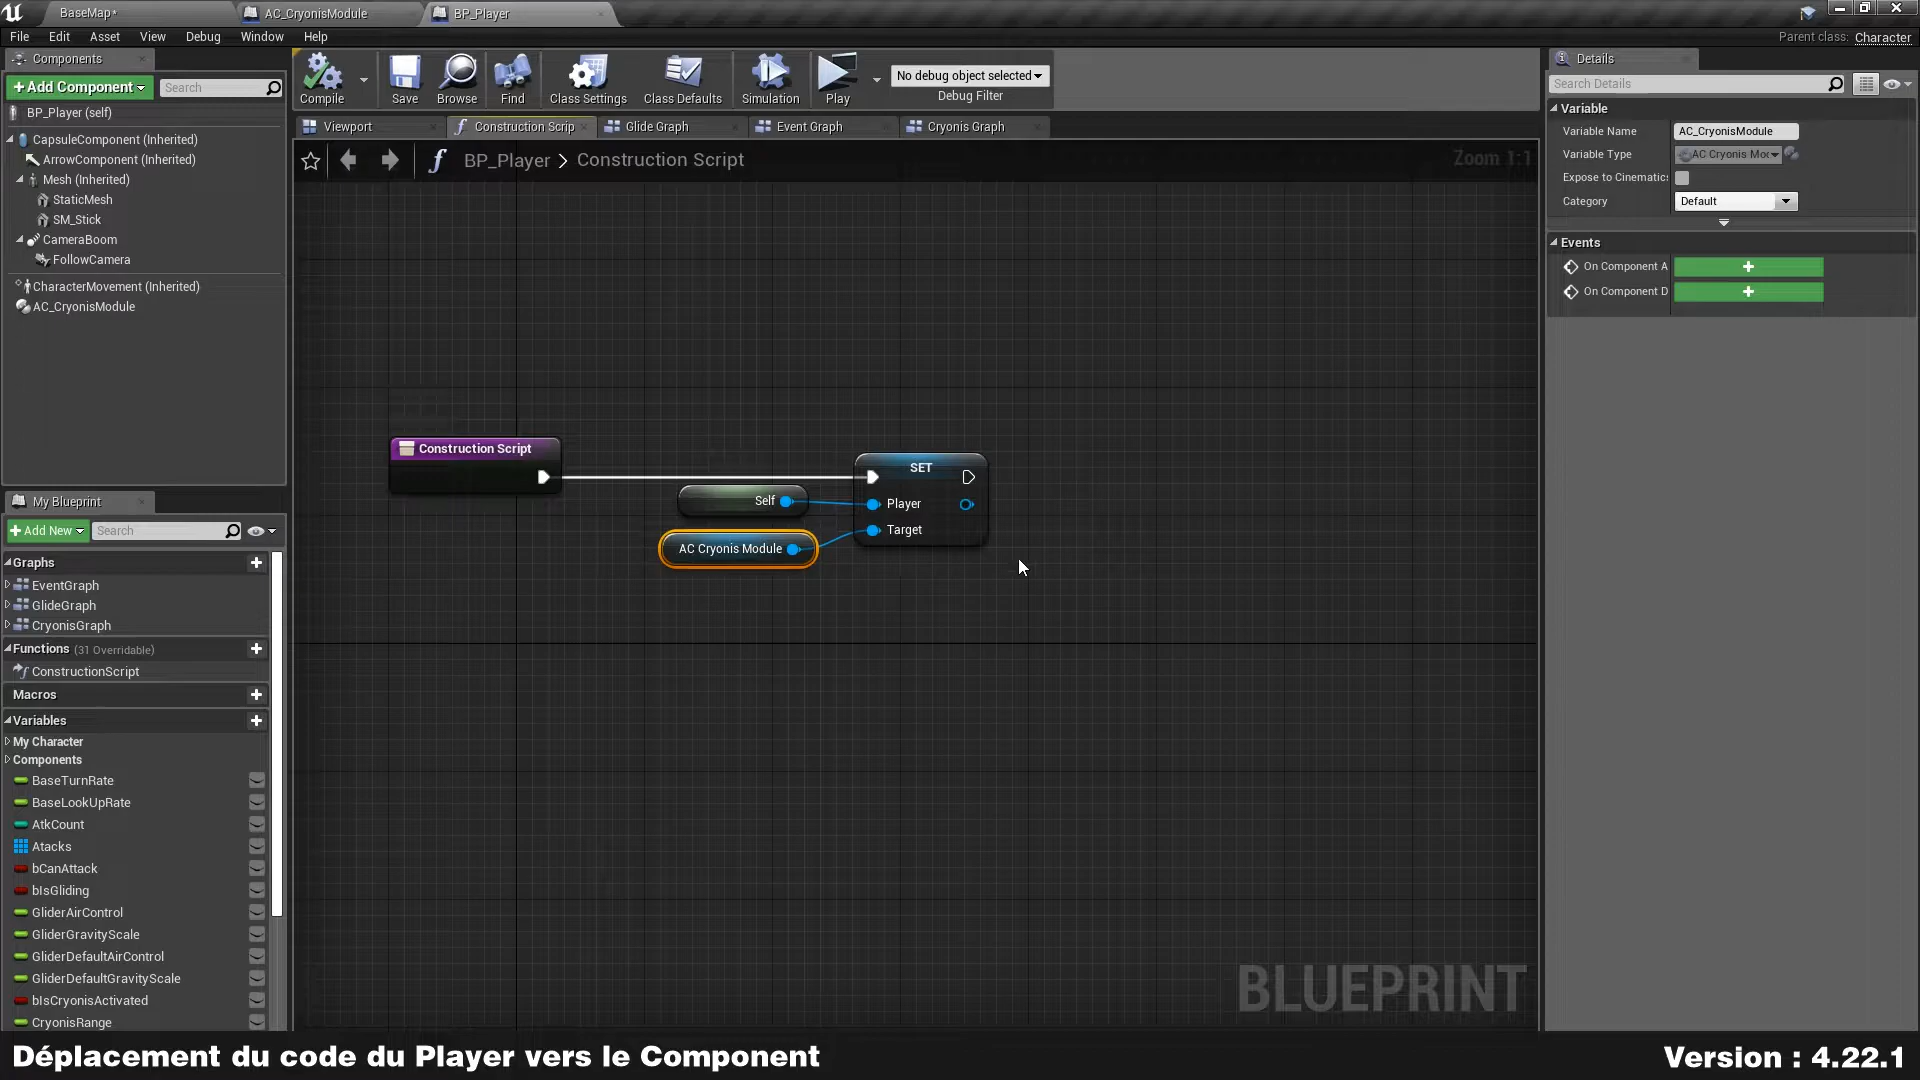 BaseMap*
AC_CryonisModule
BP_Player
File
Edit
Asset
View
Debug
Window
Help
Parent class: Character
Components
+Add Component
Search
BP_Player (self)
CapsuleComponent (Inherited)
ArrowComponent (Inherited)
Mesh (Inherited)
StaticMesh
SM_Stick
CameraBoom
FollowCamera
CharacterMovement (Inherited)
AC_CryonisModule
My Blueprint
+Add New
Search
Graphs
EventGraph
GlideGraph
CryonisGraph
Functions (31 Overridable)
ConstructionScript
Macros
Variables
My Character
Components
BaseTurnRate
BaseLookUpRate
AtkCount
Atacks
bCanAttack
bIsGliding
GliderAirControl
GliderGravityScale
GliderDefaultAirControl
GliderDefaultGravityScale
bIsCryonisActivated
CryonisRange
Compile
Save
Browse
Find
Class Settings
Class Defaults
Simulation
Play
No debug object selected
Debug Filter
Viewport
Construction Scrip
Glide Graph
Event Graph
Cryonis Graph
BP_Player > Construction Script
Zoom 1:1
Construction Script
Self
AC Cryonis Module
SET
Player
Target
BLUEPRINT
Details
Search Details
Variable
Variable Name
AC_CryonisModule
Variable Type
AC Cryonis Mod
Expose to Cinematics
Category
Default
Events
On Component A
On Component D
Déplacement du code du Player vers le Component
Version : 4.22.1